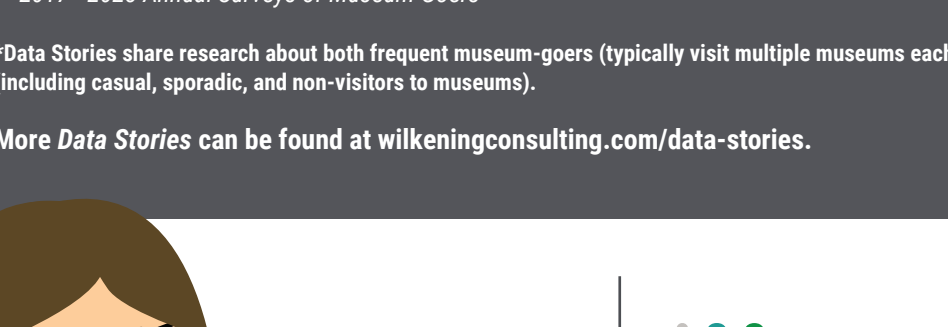 *Data Stories share research about both frequent museum-goers (typically visit multiple museums each
(including casual, sporadic, and non-visitors to museums).
More Data Stories can be found at wilkeningconsulting.com/data-stories.